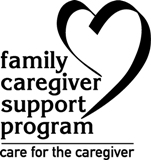 family
caregiver
support
program
care for the caregiver